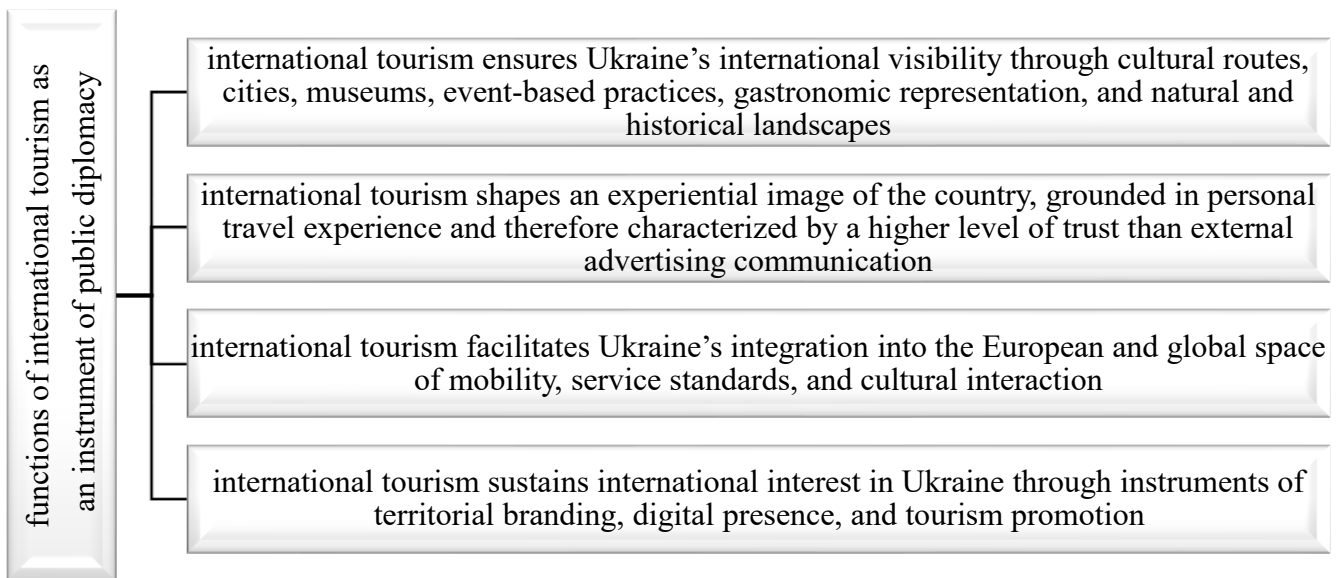 functions of international tourism as
an instrument of public diplomacy
international tourism ensures Ukraine’s international visibility through cultural routes,
cities, museums, event-based practices, gastronomic representation, and natural and
historical landscapes
international tourism shapes an experiential image of the country, grounded in personal
travel experience and therefore characterized by a higher level of trust than external
advertising communication
international tourism facilitates Ukraine’s integration into the European and global space
of mobility, service standards, and cultural interaction
international tourism sustains international interest in Ukraine through instruments of
territorial branding, digital presence, and tourism promotion